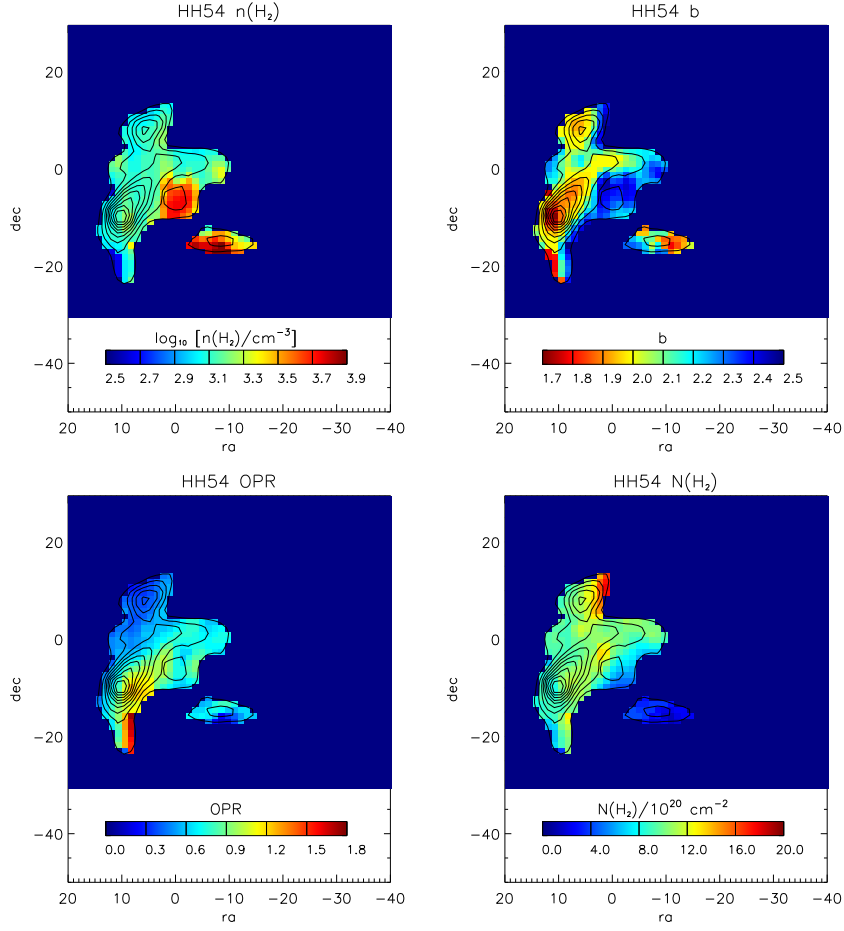 HH54 n(H₂)
HH54 b
20
0
−20
−40
dec
log₁₀ [n(H₂)/cm⁻³]
2.5 2.7 2.9 3.1 3.3 3.5 3.7 3.9
20 10 0 −10 −20 −30 −40
ra
20
0
−20
−40
dec
b
1.7 1.8 1.9 2.0 2.1 2.2 2.3 2.4 2.5
20 10 0 −10 −20 −30 −40
ra
HH54 OPR
HH54 N(H₂)
20
0
−20
−40
dec
OPR
0.0 0.3 0.6 0.9 1.2 1.5 1.8
20 10 0 −10 −20 −30 −40
ra
20
0
−20
−40
dec
N(H₂)/10²⁰ cm⁻²
0.0 4.0 8.0 12.0 16.0 20.0
20 10 0 −10 −20 −30 −40
ra